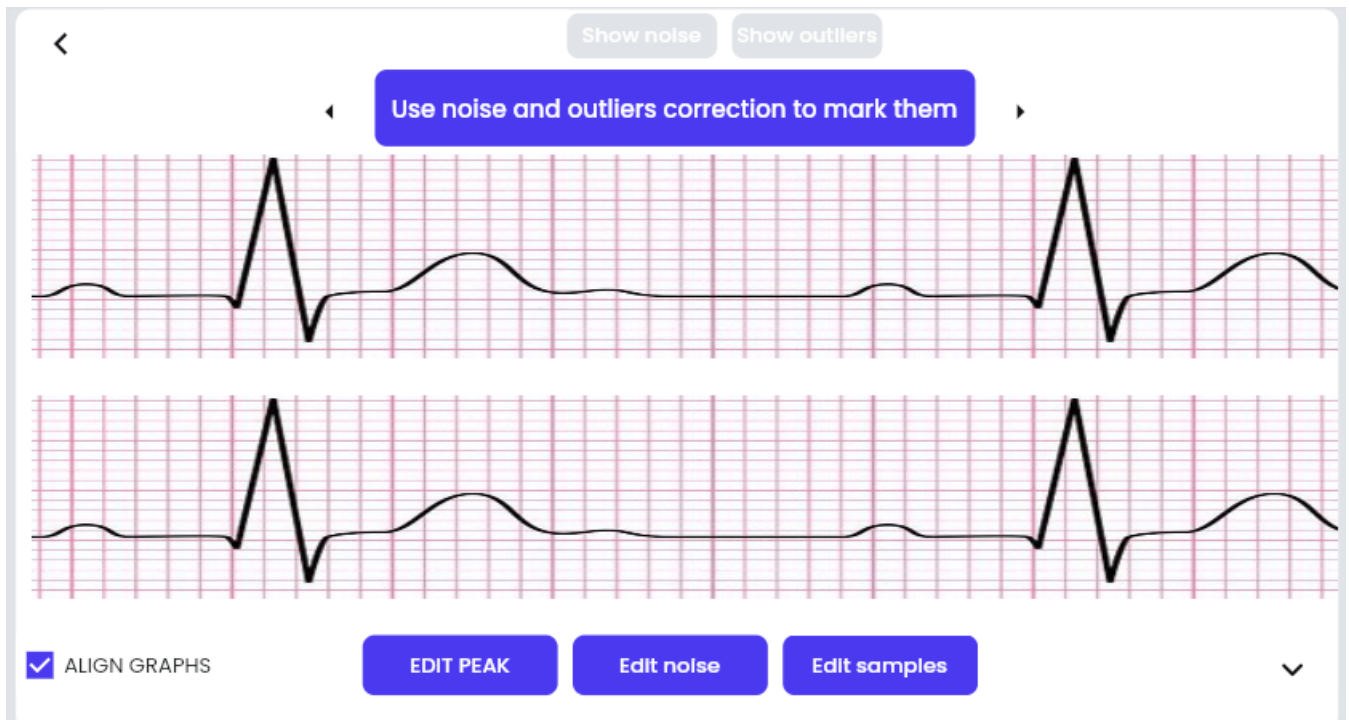 Show noise Show outliers
Use noise and outliers correction to mark them
ALIGN GRAPHS EDIT PEAK Edit noise Edit samples